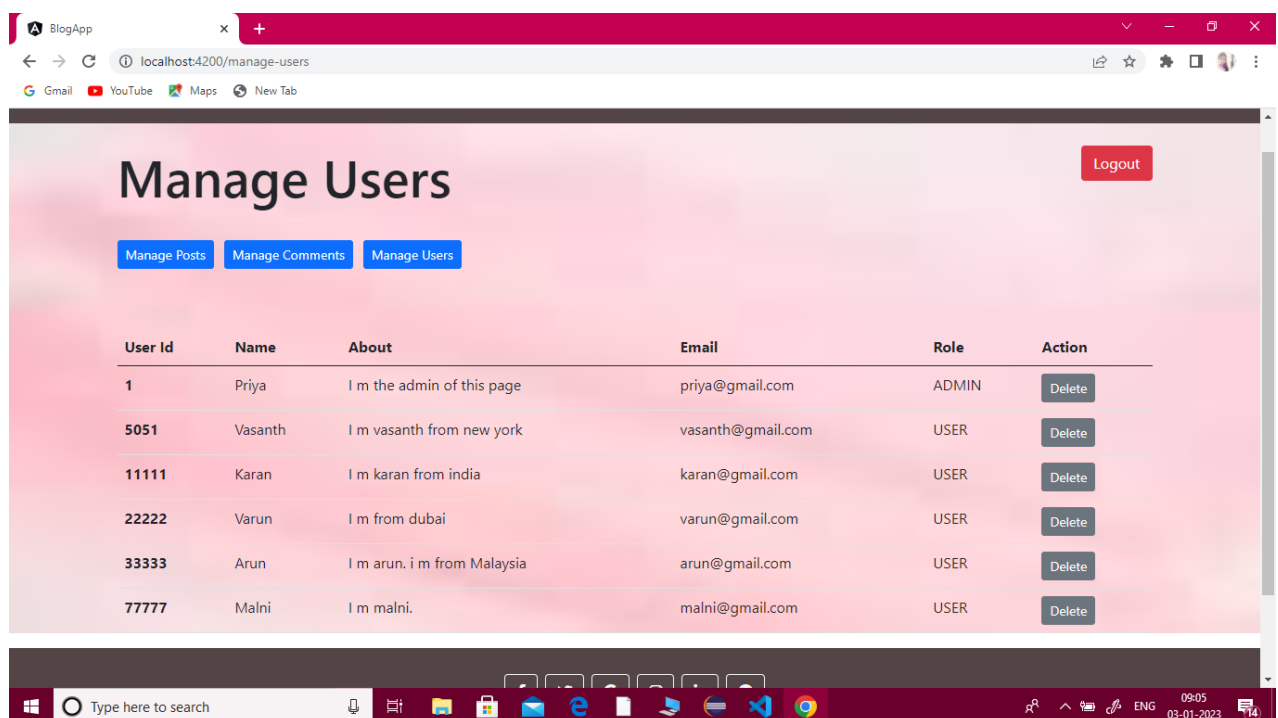 BlogApp
localhost:4200/manage-users
Gmail YouTube Maps New Tab
Manage Users
Logout
Manage Posts Manage Comments Manage Users
User Id Name About Email Role Action
1 Priya I m the admin of this page priya@gmail.com ADMIN Delete
5051 Vasanth I m vasanth from new york vasanth@gmail.com USER Delete
11111 Karan I m karan from india karan@gmail.com USER Delete
22222 Varun I m from dubai varun@gmail.com USER Delete
33333 Arun I m arun. i m from Malaysia arun@gmail.com USER Delete
77777 Malni I m malni. malni@gmail.com USER Delete
Type here to search
ENG
09:05
03-01-2023
14